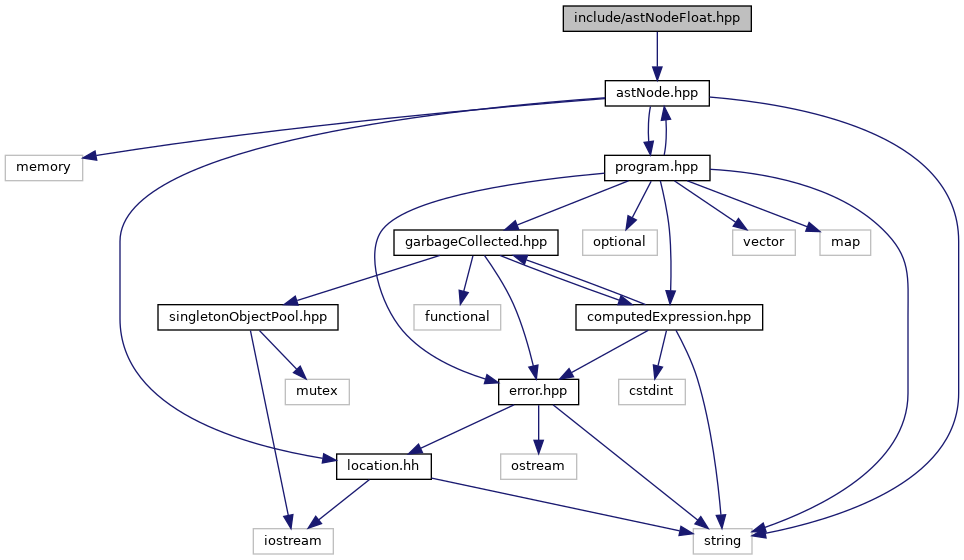 include/astNodeFloat.hpp
astNode.hpp
memory
program.hpp
garbageCollected.hpp
optional
vector
map
singletonObjectPool.hpp
functional
computedExpression.hpp
mutex
error.hpp
cstdint
location.hh
ostream
iostream
string